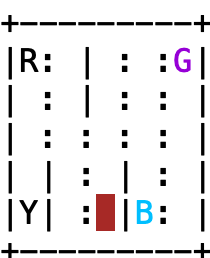 +---------+
|R: | : :G|
| : | : : |
| : : : : |
| | : | : |
|Y| : |B: |
+---------+